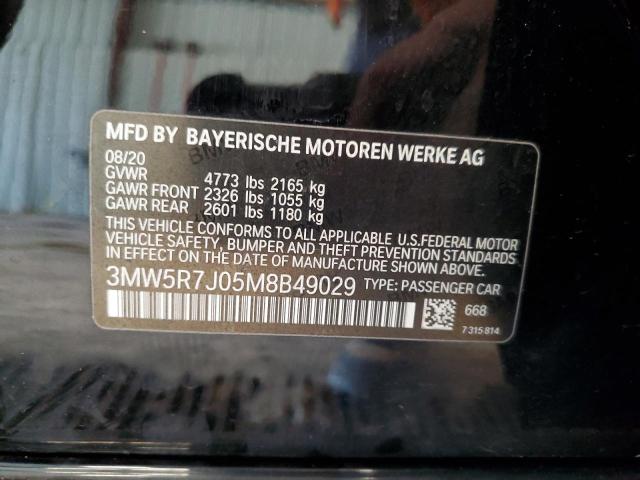 MFD BY BAYERISCHE MOTOREN WERKE AG
08/20
GVWR 4773 lbs 2165 kg
GAWR FRONT 2326 lbs 1055 kg
GAWR REAR 2601 lbs 1180 kg
THIS VEHICLE CONFORMS TO ALL APPLICABLE U.S.FEDERAL MOTOR
VEHICLE SAFETY, BUMPER AND THEFT PREVENTION STANDARDS
IN EFFECT ON THE DATE OF MANUFACTURE SHOWN ABOVE.
3MW5R7J05M8B49029 TYPE: PASSENGER CAR
668
7 315 814